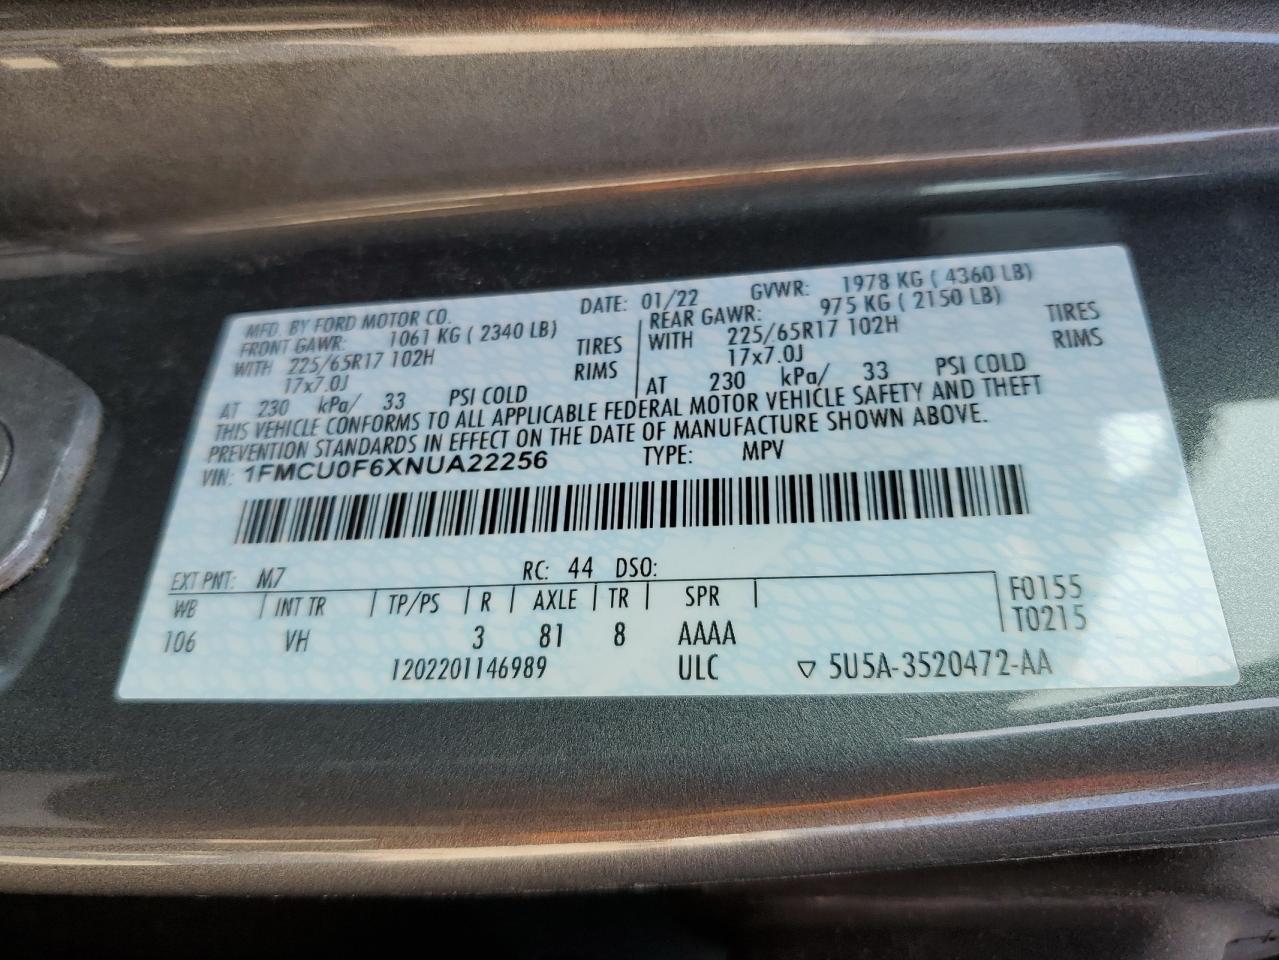 MFD. BY FORD MOTOR CO. DATE: 01/22 GVWR: 1978 KG ( 4360 LB)
FRONT GAWR: 1061 KG ( 2340 LB) REAR GAWR: 975 KG ( 2150 LB)
WITH 225/65R17 102H TIRES WITH 225/65R17 102H TIRES
17x7.0J RIMS 17x7.0J RIMS
AT 230 kPa/ 33 PSI COLD AT 230 kPa/ 33 PSI COLD
THIS VEHICLE CONFORMS TO ALL APPLICABLE FEDERAL MOTOR VEHICLE SAFETY AND THEFT
PREVENTION STANDARDS IN EFFECT ON THE DATE OF MANUFACTURE SHOWN ABOVE.
VIN: 1FMCU0F6XNUA22256 TYPE: MPV
EXT PNT: M7 RC: 44 DSO:
WB INT TR TP/PS R AXLE TR SPR F0155
106 VH 3 81 8 AAAA T0215
1202201146989 ULC ▽ 5U5A-3520472-AA